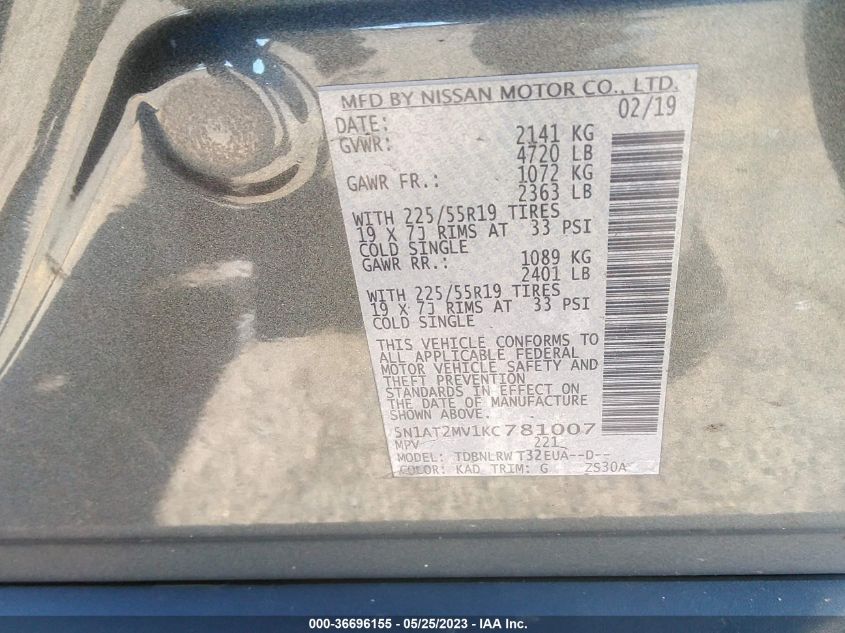 MFD BY NISSAN MOTOR CO., LTD.
DATE: 02/19
GVWR: 2141 KG
4720 LB
GAWR FR.: 1072 KG
2363 LB
WITH 225/55R19 TIRES
19 X 7J RIMS AT 33 PSI
COLD SINGLE
GAWR RR.: 1089 KG
2401 LB
WITH 225/55R19 TIRES
19 X 7J RIMS AT 33 PSI
COLD SINGLE
THIS VEHICLE CONFORMS TO
ALL APPLICABLE FEDERAL
MOTOR VEHICLE SAFETY AND
THEFT PREVENTION
STANDARDS IN EFFECT ON
THE DATE OF MANUFACTURE
SHOWN ABOVE.
5N1AT2MV1KC781007
MPV 221
MODEL: TDBNLRW T32EUA--D--
COLOR: KAD TRIM: G ZS30A
000-36696155 — 05/25/2023 — IAA Inc.